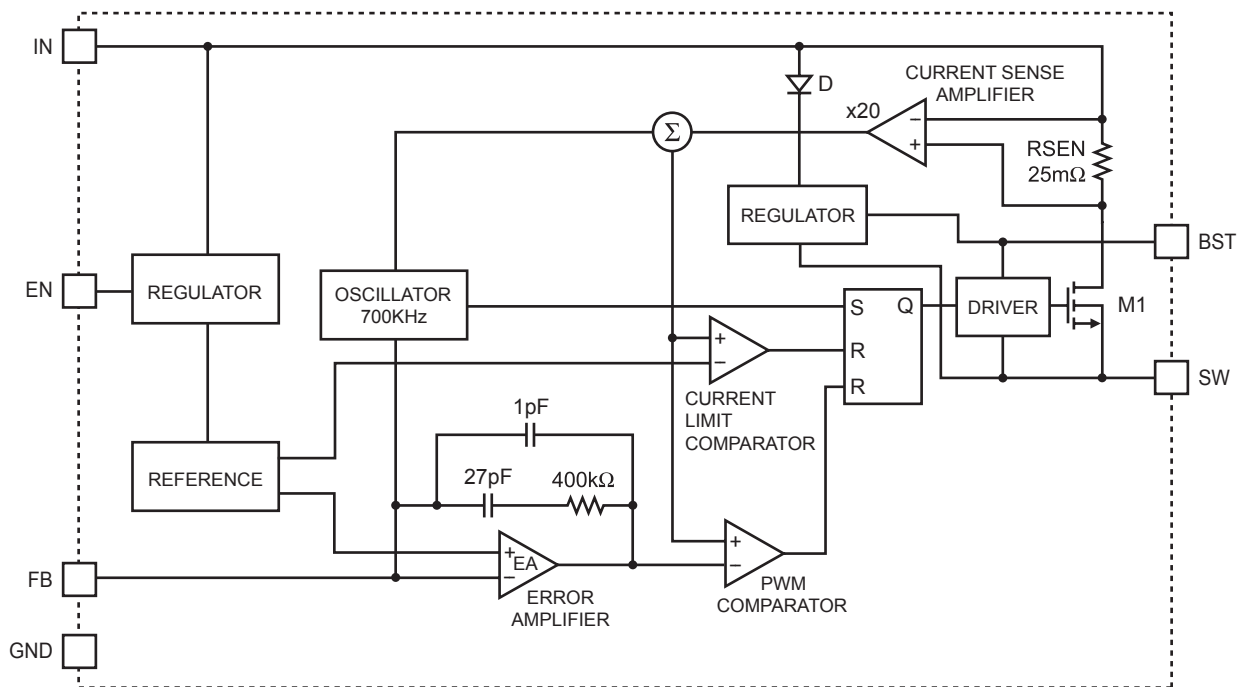 IN
D
CURRENT SENSE
AMPLIFIER
x20
Σ
−
+
RSEN
25mΩ
REGULATOR
BST
EN
REGULATOR
OSCILLATOR
700KHz
S
Q
DRIVER
M1
+
−
R
R
SW
CURRENT
LIMIT
COMPARATOR
1pF
REFERENCE
27pF
400kΩ
+
EA
−
+
−
FB
ERROR
AMPLIFIER
PWM
COMPARATOR
GND